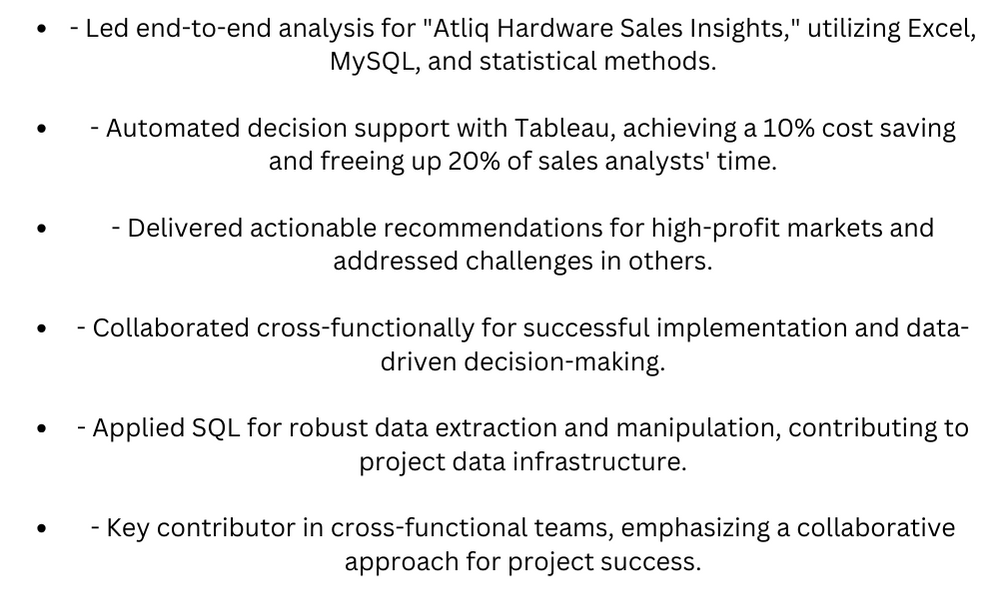 • - Led end-to-end analysis for "Atliq Hardware Sales Insights," utilizing Excel,
MySQL, and statistical methods.
• - Automated decision support with Tableau, achieving a 10% cost saving
and freeing up 20% of sales analysts' time.
• - Delivered actionable recommendations for high-profit markets and
addressed challenges in others.
• - Collaborated cross-functionally for successful implementation and data-
driven decision-making.
• - Applied SQL for robust data extraction and manipulation, contributing to
project data infrastructure.
• - Key contributor in cross-functional teams, emphasizing a collaborative
approach for project success.